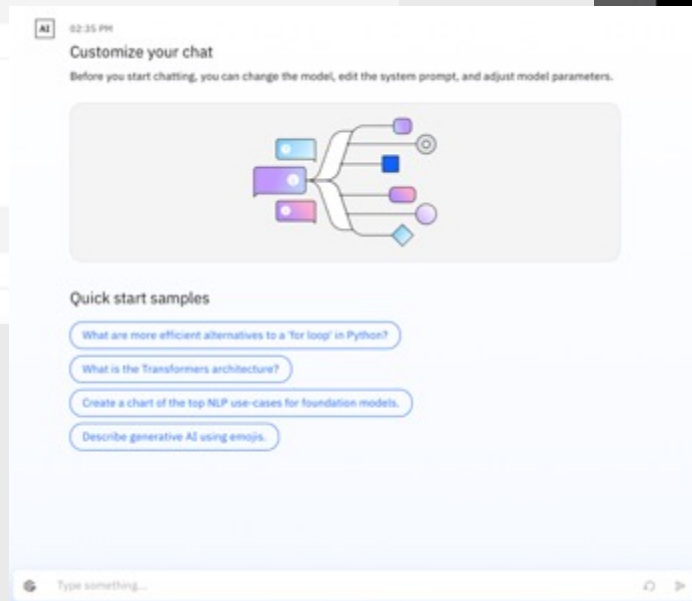 AI
02:35 PM
Customize your chat
Before you start chatting, you can change the model, edit the system prompt, and adjust model parameters.
Quick start samples
What are more efficient alternatives to a 'for loop' in Python?
What is the Transformers architecture?
Create a chart of the top NLP use-cases for foundation models.
Describe generative AI using emojis.
Type something...